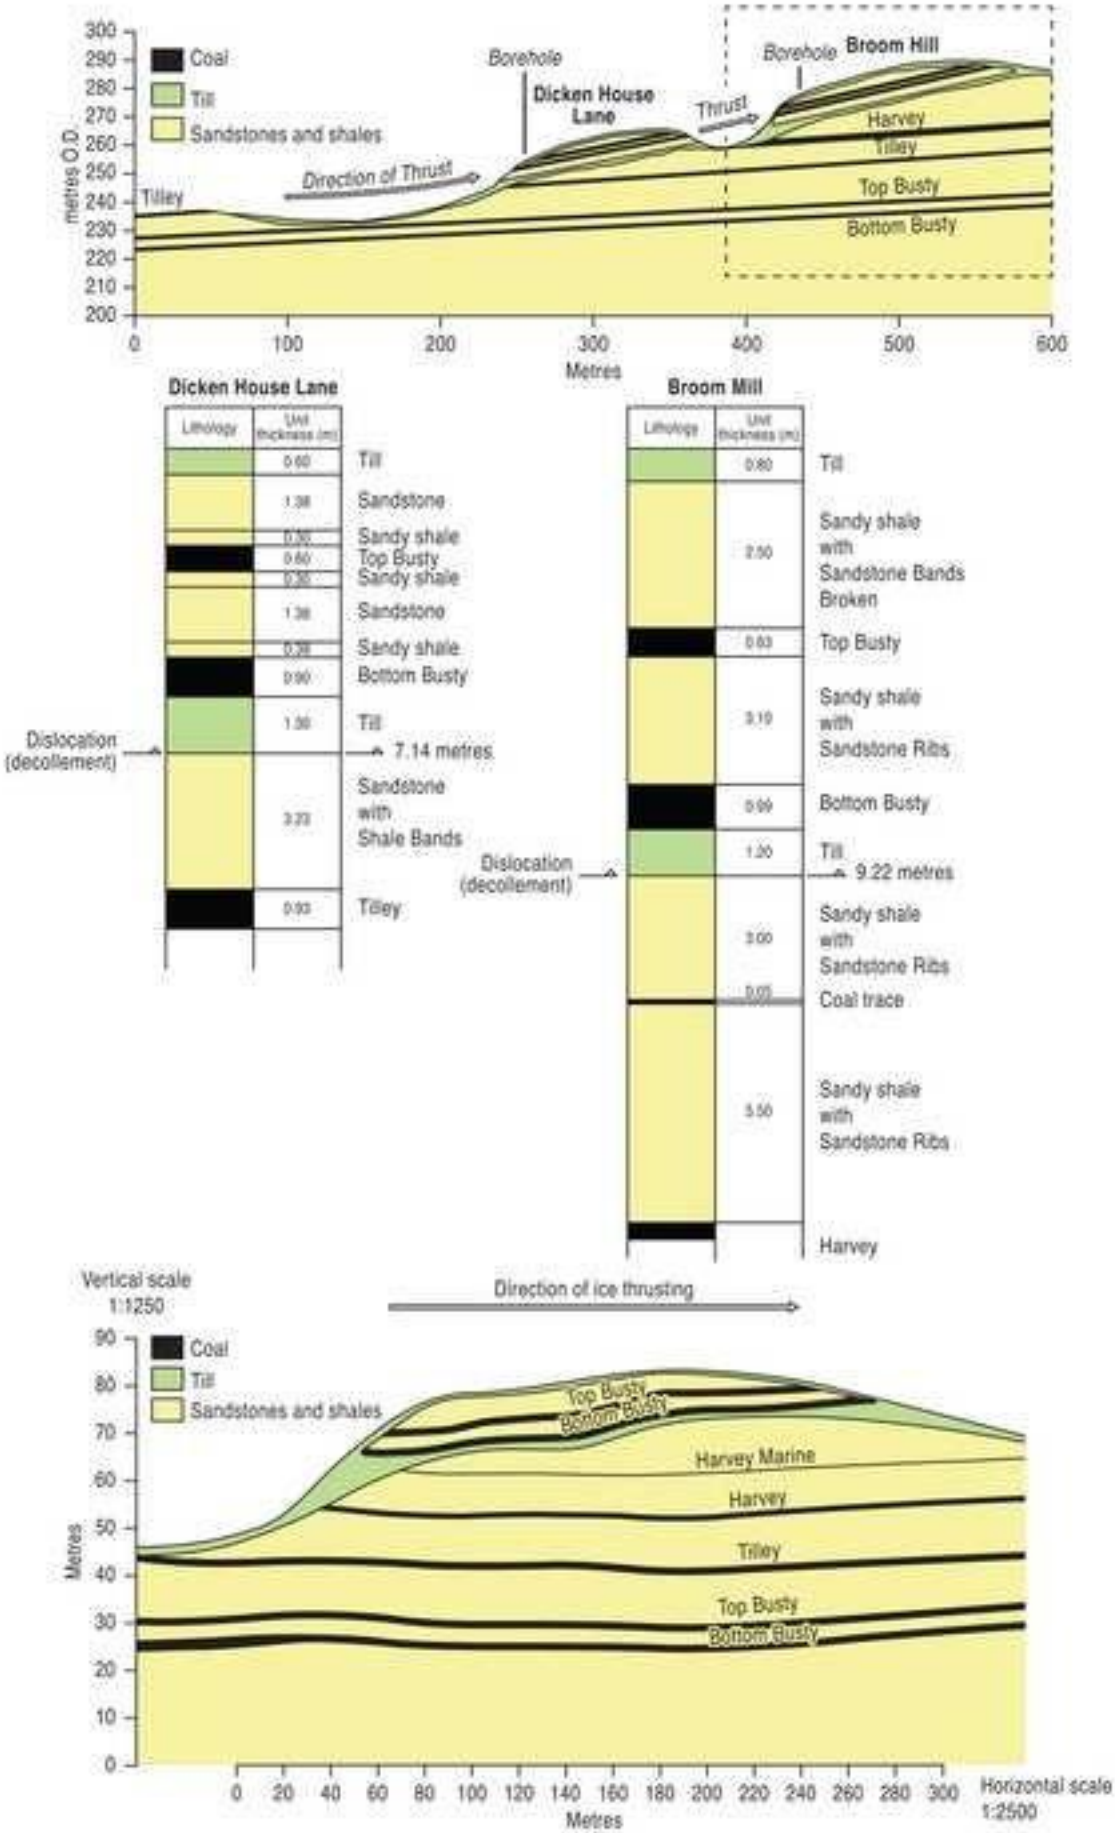 300
290
280
270
260
250
240
230
220
210
200
metres O.D.
Coal
Till
Sandstones and shales
Borehole
Dicken House
Lane
Borehole
Broom Hill
Thrust
Direction of Thrust
Tilley
Harvey
Tilley
Top Busty
Bottom Busty
0 100 200 300 400 500 600
Metres
Dicken House Lane
Lithology
Unit
thickness (m)
0.60 Till
1.38 Sandstone
0.30 Sandy shale
0.60 Top Busty
0.30 Sandy shale
1.38 Sandstone
Sandy shale
0.90 Bottom Busty
Till
Dislocation
(decollement)
7.14 metres
3.23
Sandstone
with
Shale Bands
0.93 Tilley
Broom Mill
Lithology
Unit
thickness (m)
0.80 Till
2.50
Sandy shale
with
Sandstone Bands
Broken
Top Busty
3.10
Sandy shale
with
Sandstone Ribs
0.99 Bottom Busty
1.20 Till
Dislocation
(decollement)
9.22 metres
3.00
Sandy shale
with
Sandstone Ribs
Coal trace
5.50
Sandy shale
with
Sandstone Ribs
Harvey
Vertical scale
1:1250
Direction of ice thrusting
90
80
70
60
50
40
30
20
10
0
Metres
Coal
Till
Sandstones and shales
Top Busty
Bottom Busty
Harvey Marine
Harvey
Tilley
Top Busty
Bottom Busty
0 20 40 60 80 100 120 140 160 180 200 220 240 260 280 300
Metres
Horizontal scale
1:2500